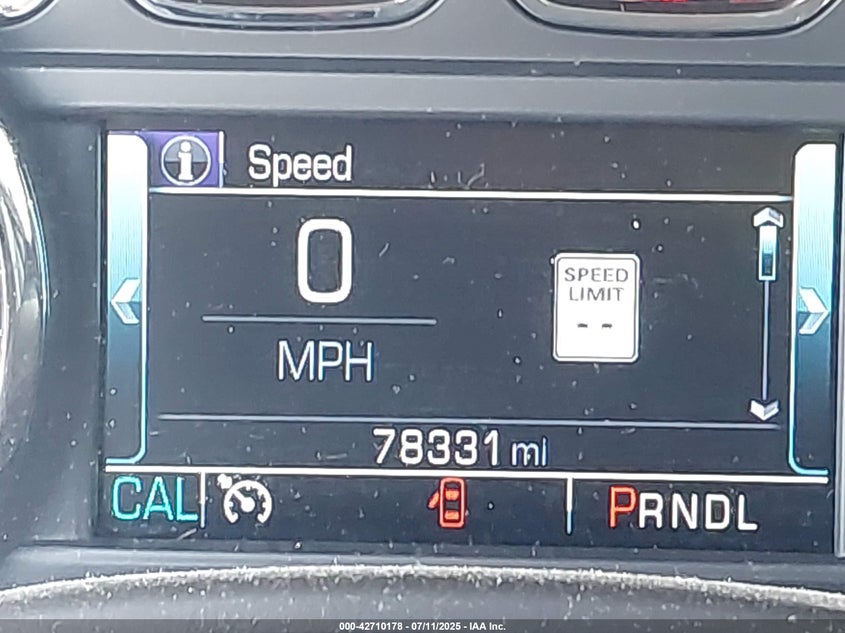 Speed
0
MPH
SPEED
LIMIT
--
78331 mi
CAL
PRNDL
000-42710178 - 07/11/2025 - IAA Inc.